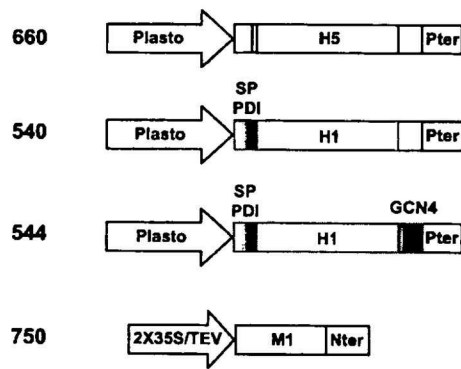 660 Plasto H5 Pter
SP
PDI
540 Plasto H1 Pter
SP
PDI GCN4
544 Plasto H1 Pter
750 2X35S/TEV M1 Nter